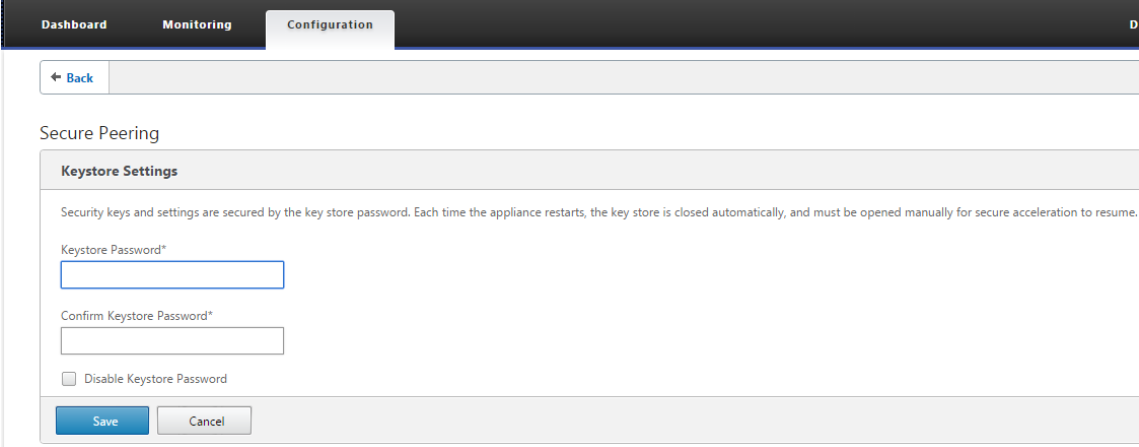 Dashboard Monitoring Configuration D
Back
Secure Peering
Keystore Settings
Security keys and settings are secured by the key store password. Each time the appliance restarts, the key store is closed automatically, and must be opened manually for secure acceleration to resume.
Keystore Password*
Confirm Keystore Password*
Disable Keystore Password
Save Cancel